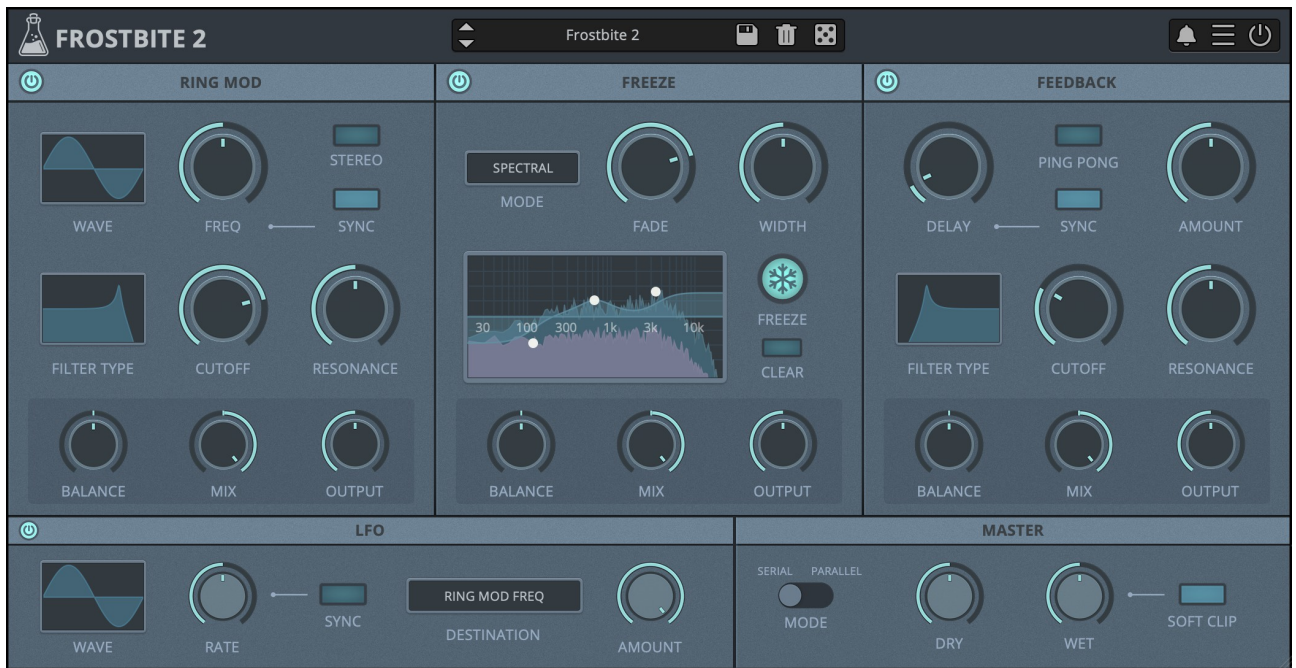 FROSTBITE 2
Frostbite 2
RING MOD
FREEZE
FEEDBACK
STEREO
WAVE
FREQ
SYNC
FILTER TYPE
CUTOFF
RESONANCE
BALANCE
MIX
OUTPUT
SPECTRAL
MODE
FADE
WIDTH
30 100 300 1k 3k 10k
FREEZE
CLEAR
BALANCE
MIX
OUTPUT
PING PONG
DELAY
SYNC
AMOUNT
FILTER TYPE
CUTOFF
RESONANCE
BALANCE
MIX
OUTPUT
LFO
WAVE
RATE
SYNC
RING MOD FREQ
DESTINATION
AMOUNT
MASTER
SERIAL PARALLEL
MODE
DRY
WET
SOFT CLIP